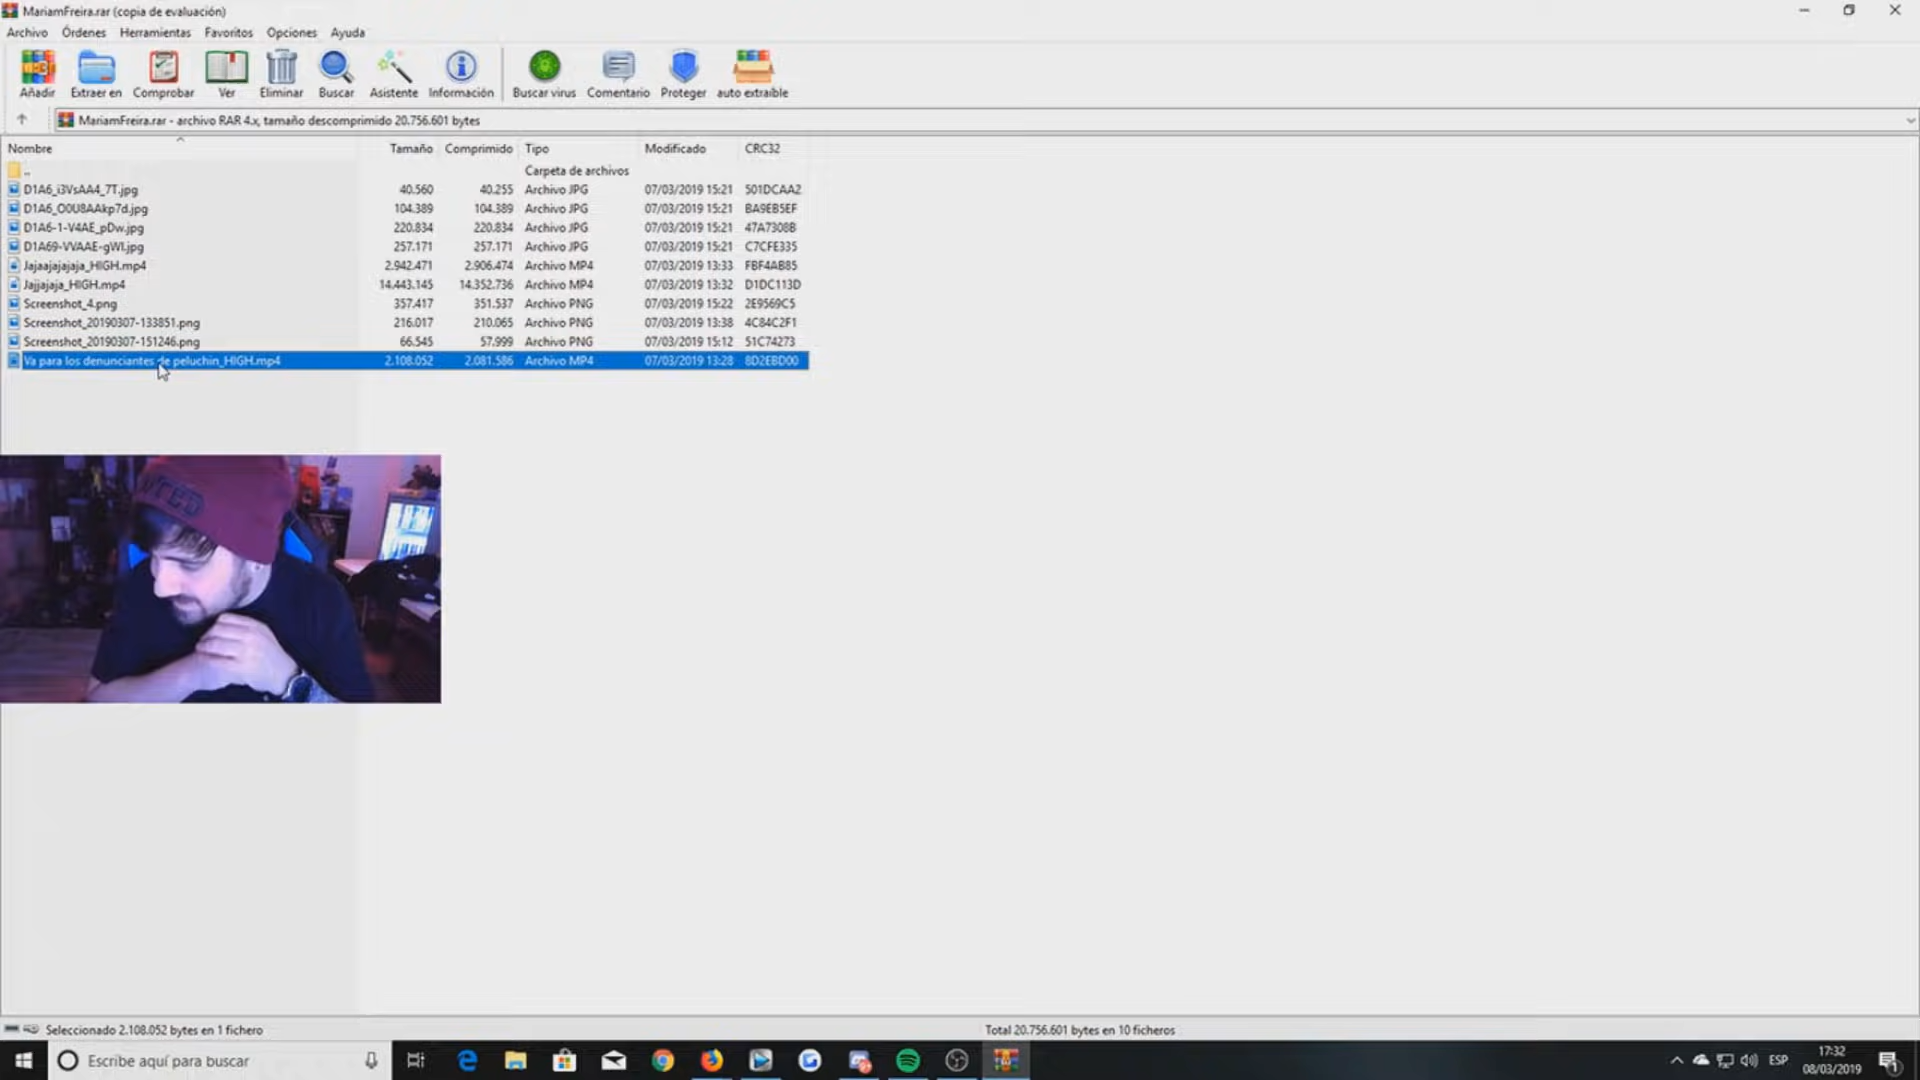 MariamFreira.rar (copia de evaluación)
Archivo Órdenes Herramientas Favoritos Opciones Ayuda
Añadir Extraer en Comprobar Ver Eliminar Buscar Asistente Información Buscar virus Comentario Proteger auto extraíble
MariamFreira.rar - archivo RAR 4.x, tamaño descomprimido 20.756.601 bytes
Nombre Tamaño Comprimido Tipo Modificado CRC32
.. Carpeta de archivos
D1A6_i3VsAA4_7T.jpg 40.560 40.255 Archivo JPG 07/03/2019 15:21 501DCAA2
D1A6_O0U8AAkp7d.jpg 104.389 104.389 Archivo JPG 07/03/2019 15:21 BA9EB5EF
D1A6-1-V4AE_pDw.jpg 220.834 220.834 Archivo JPG 07/03/2019 15:21 47A7308B
D1A69-VVAAE-gWI.jpg 257.171 257.171 Archivo JPG 07/03/2019 15:21 C7CFE335
Jajaajajajaja_HIGH.mp4 2.942.471 2.906.474 Archivo MP4 07/03/2019 13:33 FBF4AB85
Jajjajaja_HIGH.mp4 14.443.145 14.352.736 Archivo MP4 07/03/2019 13:32 D1DC113D
Screenshot_4.png 357.417 351.537 Archivo PNG 07/03/2019 15:22 2E9569C5
Screenshot_20190307-133851.png 216.017 210.065 Archivo PNG 07/03/2019 13:38 4C84C2F1
Screenshot_20190307-151246.png 66.545 57.999 Archivo PNG 07/03/2019 15:12 51C74273
Va para los denunciantes de peluchin_HIGH.mp4 2.108.052 2.081.586 Archivo MP4 07/03/2019 13:28 8D2EBD00
Seleccionado 2.108.052 bytes en 1 fichero Total 20.756.601 bytes en 10 ficheros
Escribe aquí para buscar
ESP
17:32
08/03/2019
1